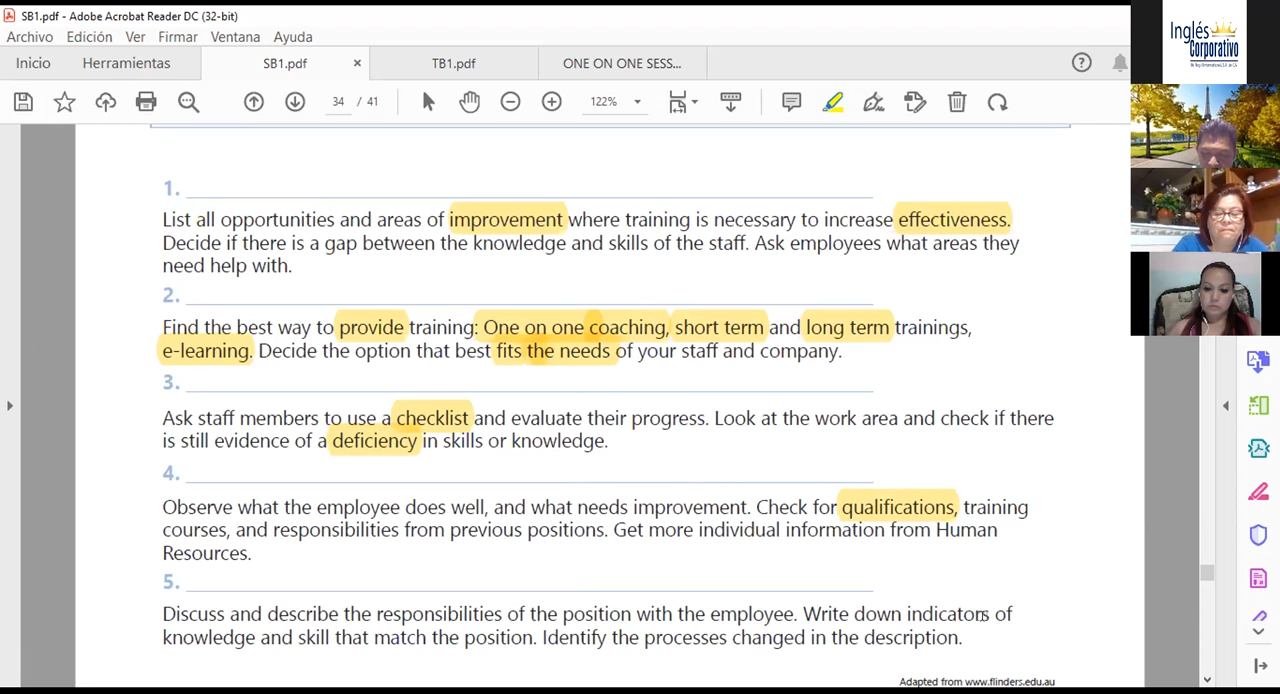 SB1.pdf - Adobe Acrobat Reader DC (32-bit)
Archivo Edición Ver Firmar Ventana Ayuda
Inicio Herramientas SB1.pdf × TB1.pdf ONE ON ONE SESS...
34 / 41 122%
Inglés
Corporativo
1.
List all opportunities and areas of improvement where training is necessary to increase effectiveness.
Decide if there is a gap between the knowledge and skills of the staff. Ask employees what areas they
need help with.
2.
Find the best way to provide training: One on one coaching, short term and long term trainings,
e-learning. Decide the option that best fits the needs of your staff and company.
3.
Ask staff members to use a checklist and evaluate their progress. Look at the work area and check if there
is still evidence of a deficiency in skills or knowledge.
4.
Observe what the employee does well, and what needs improvement. Check for qualifications, training
courses, and responsibilities from previous positions. Get more individual information from Human
Resources.
5.
Discuss and describe the responsibilities of the position with the employee. Write down indicators of
knowledge and skill that match the position. Identify the processes changed in the description.
Adapted from www.flinders.edu.au